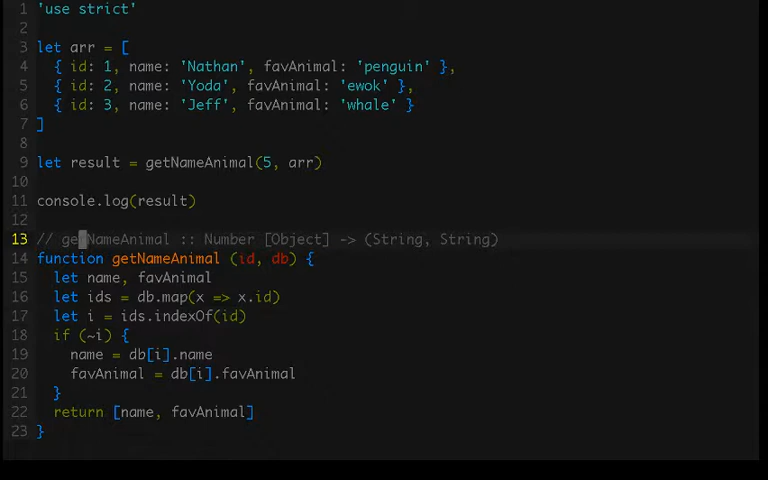 1 'use strict'
2
3 let arr = [
4 { id: 1, name: 'Nathan', favAnimal: 'penguin' },
5 { id: 2, name: 'Yoda', favAnimal: 'ewok' },
6 { id: 3, name: 'Jeff', favAnimal: 'whale' }
7 ]
8
9 let result = getNameAnimal(5, arr)
10
11 console.log(result)
12
13 // getNameAnimal :: Number [Object] -> (String, String)
14 function getNameAnimal (id, db) {
15 let name, favAnimal
16 let ids = db.map(x => x.id)
17 let i = ids.indexOf(id)
18 if (~i) {
19 name = db[i].name
20 favAnimal = db[i].favAnimal
21 }
22 return [name, favAnimal]
23 }